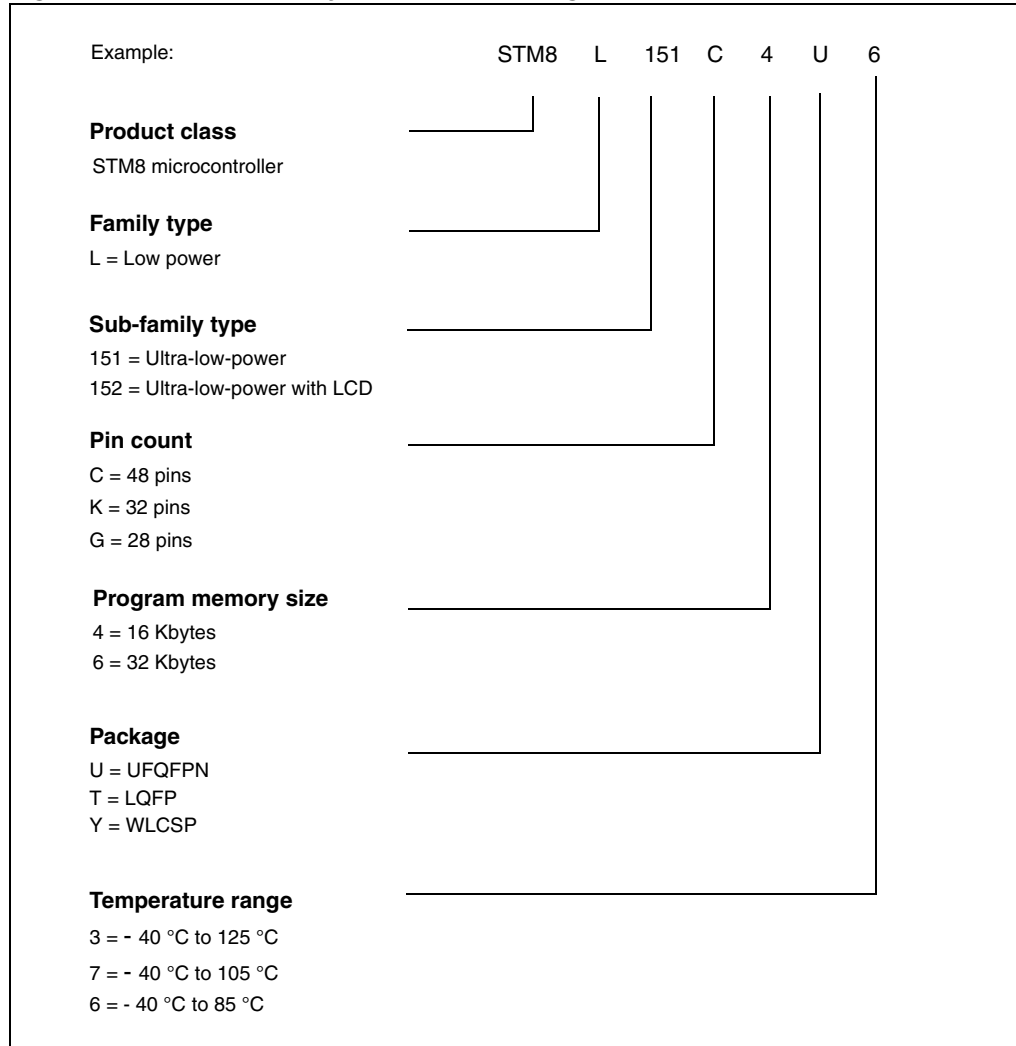 Example: STM8 L 151 C 4 U 6
Product class
STM8 microcontroller
Family type
L = Low power
Sub-family type
151 = Ultra-low-power
152 = Ultra-low-power with LCD
Pin count
C = 48 pins
K = 32 pins
G = 28 pins
Program memory size
4 = 16 Kbytes
6 = 32 Kbytes
Package
U = UFQFPN
T = LQFP
Y = WLCSP
Temperature range
3 = - 40 °C to 125 °C
7 = - 40 °C to 105 °C
6 = - 40 °C to 85 °C